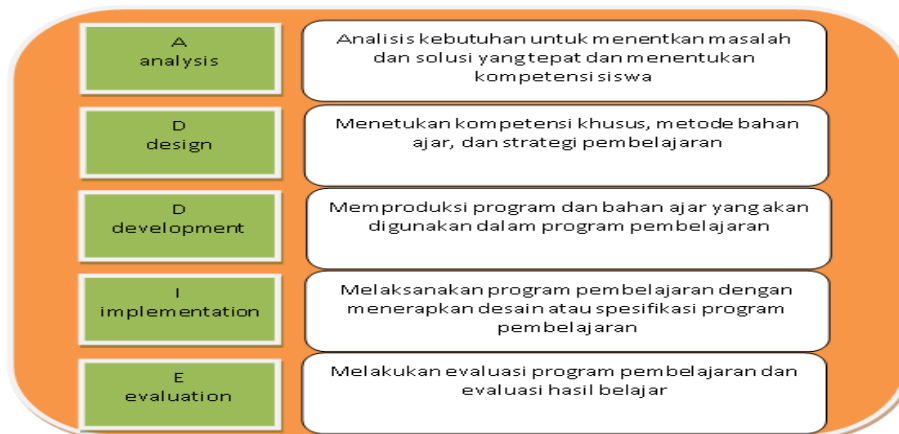 A
analysis
Analisis kebutuhan untuk menentkan masalah
dan solusi yang tepat dan menentukan
kompetensi siswa
D
design
Menetukan kompetensi khusus, metode bahan
ajar, dan strategi pembelajaran
D
development
Memproduksi program dan bahan ajar yang akan
digunakan dalam program pembelajaran
I
implementation
Melaksanakan program pembelajaran dengan
menerapkan desain atau spesifikasi program
pembelajaran
E
evaluation
Melakukan evaluasi program pembelajaran dan
evaluasi hasil belajar